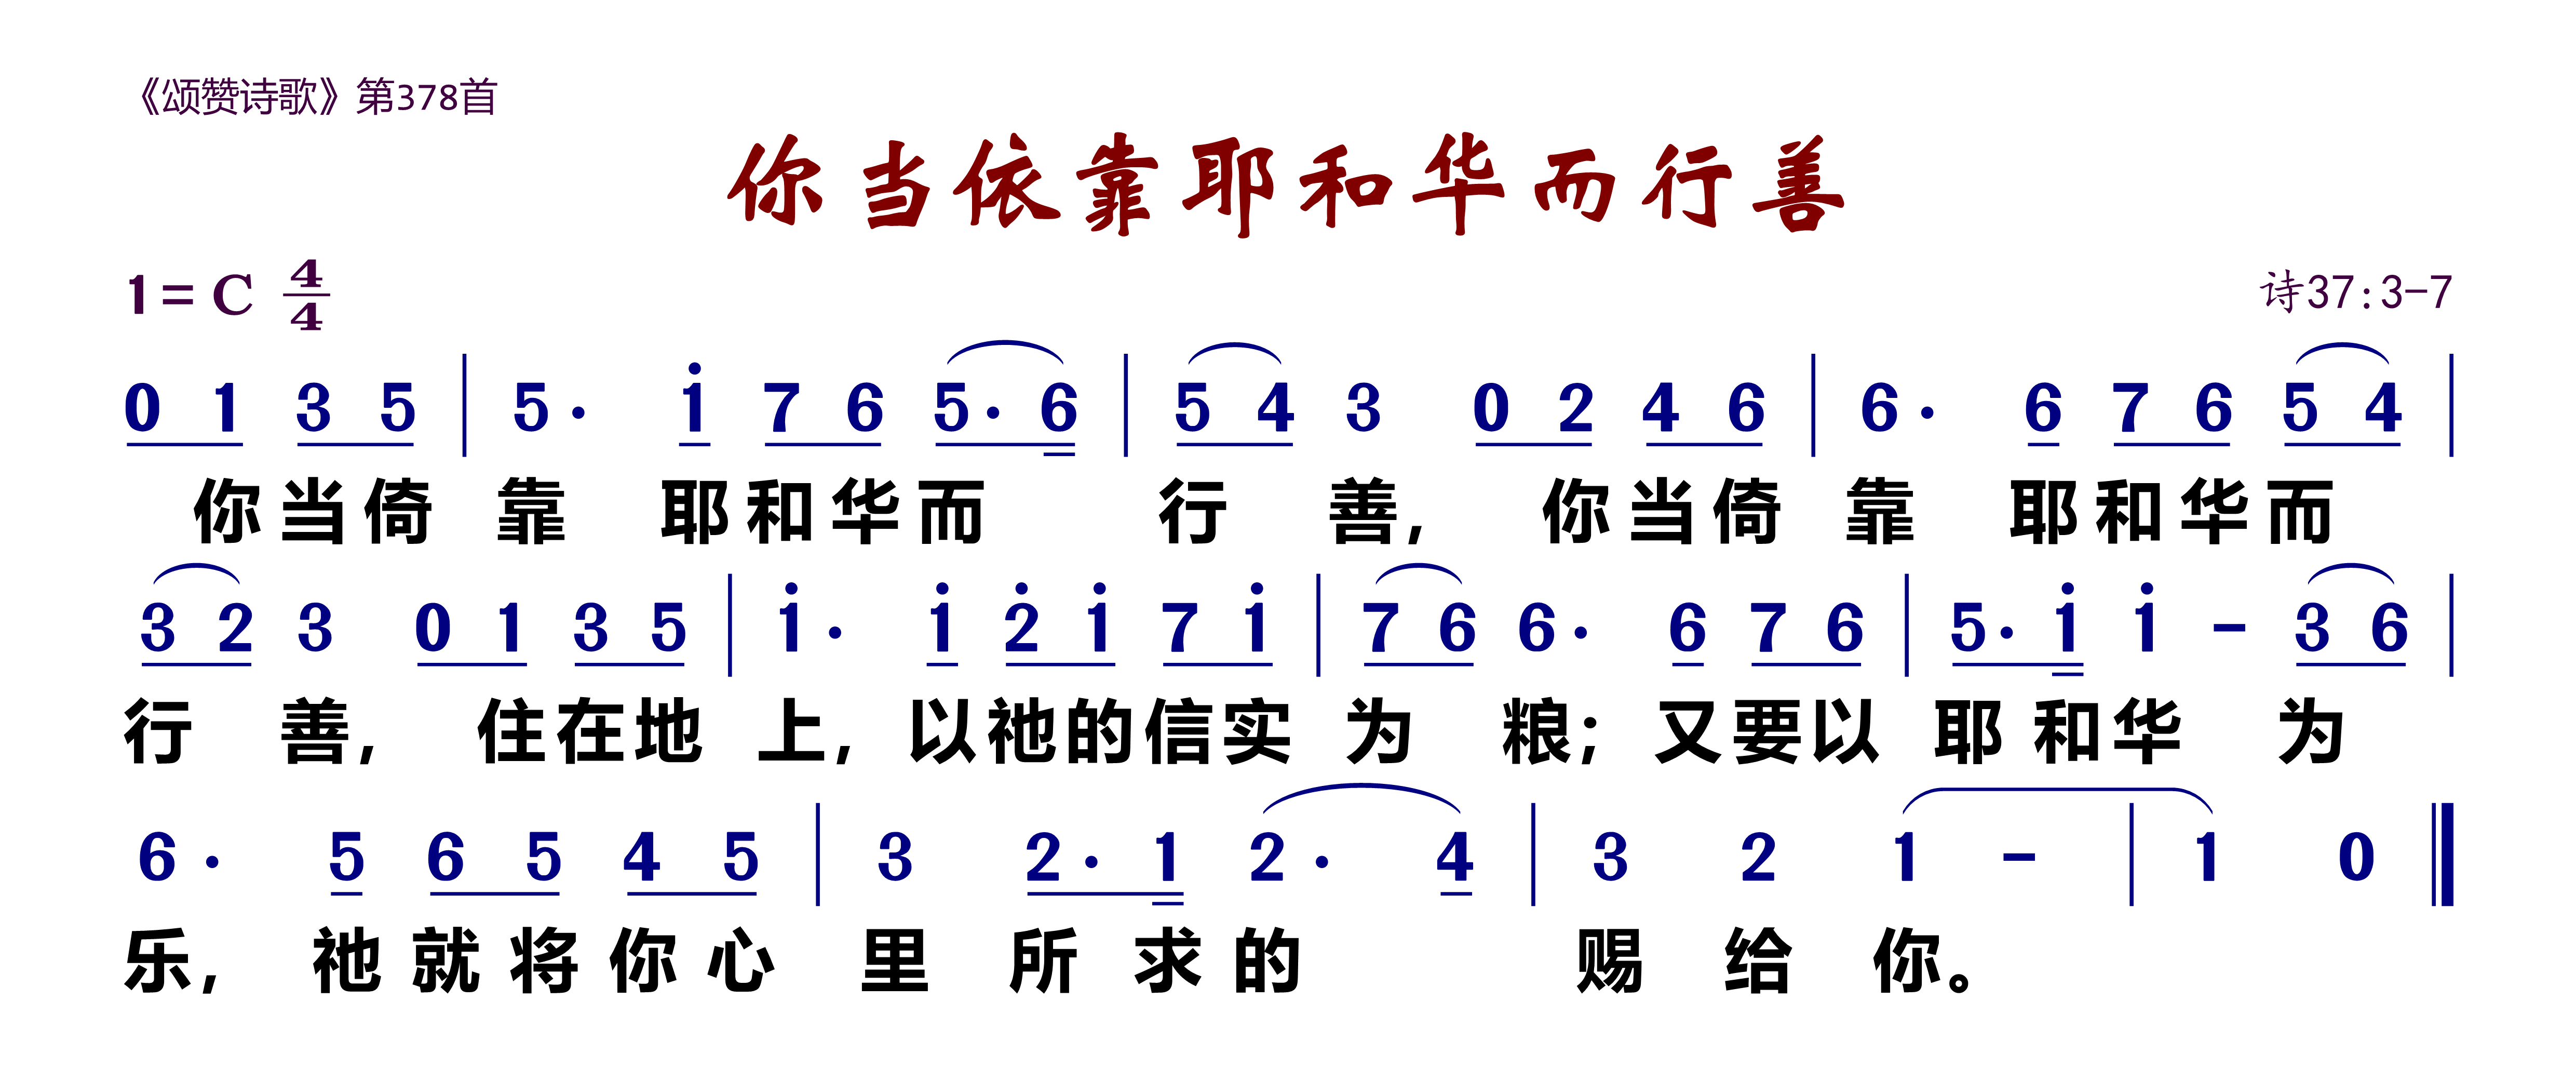 《颂赞诗歌》第378首
你当依靠耶和华而行善
1=C 4/4
诗37:3-7
0 1 3 5 | 5· i 7 6 5· 6 | 5 4 3 0 2 4 6 | 6· 6 7 6 5 4 |
你当倚 靠 耶和华而 行 善， 你当倚 靠 耶和华而
3 2 3 0 1 3 5 | i· i 2̇ i 7 i | 7 6 6· 6 7 6 | 5· i i - 3 6 |
行 善， 住在地 上，以祂的信实 为 粮；又要以 耶和华 为
6· 5 6 5 4 5 | 3 2· 1 2· 4 | 3 2 1 - | 1 0 ‖
乐， 祂就将你心 里 所求的 赐 给 你。